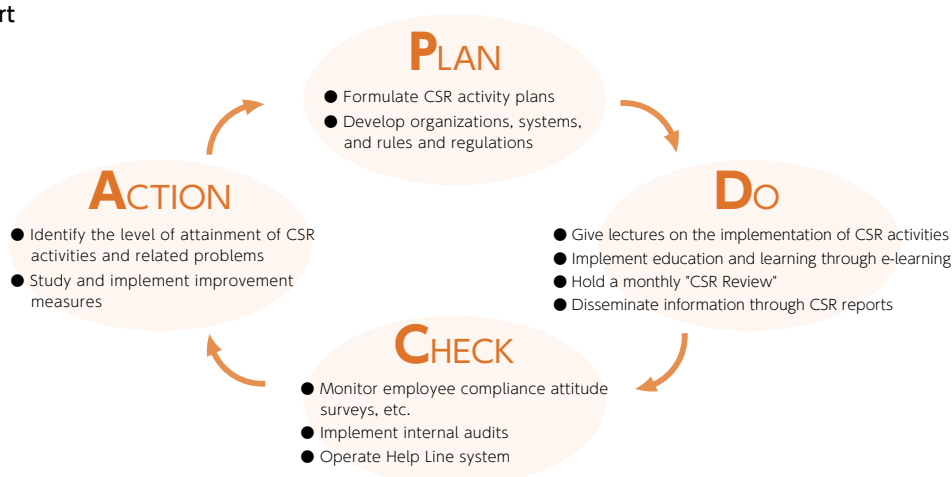 rt
PLAN
● Formulate CSR activity plans
● Develop organizations, systems,
and rules and regulations
ACTION
● Identify the level of attainment of CSR
activities and related problems
● Study and implement improvement
measures
DO
● Give lectures on the implementation of CSR activities
● Implement education and learning through e-learning
● Hold a monthly "CSR Review"
● Disseminate information through CSR reports
CHECK
● Monitor employee compliance attitude
surveys, etc.
● Implement internal audits
● Operate Help Line system